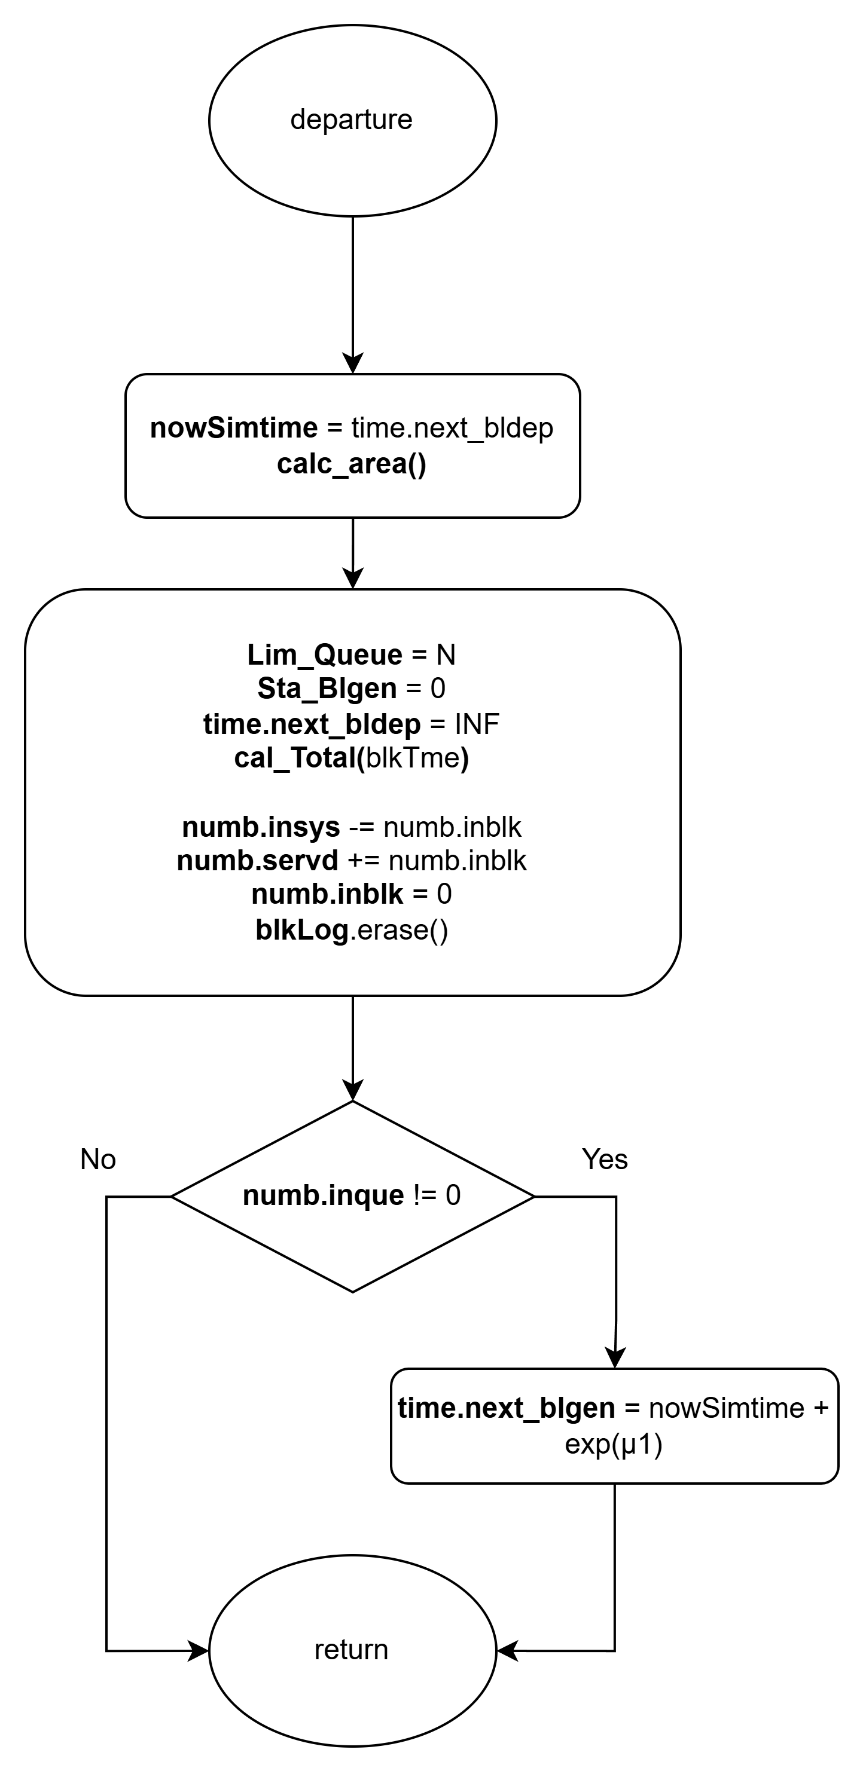 departure
nowSimtime = time.next_bldep
calc_area()
Lim_Queue = N
Sta_Blgen = 0
time.next_bldep = INF
cal_Total(blkTme)
numb.insys -= numb.inblk
numb.servd += numb.inblk
numb.inblk = 0
blkLog.erase()
No
Yes
numb.inque != 0
time.next_blgen = nowSimtime +
exp(μ1)
return